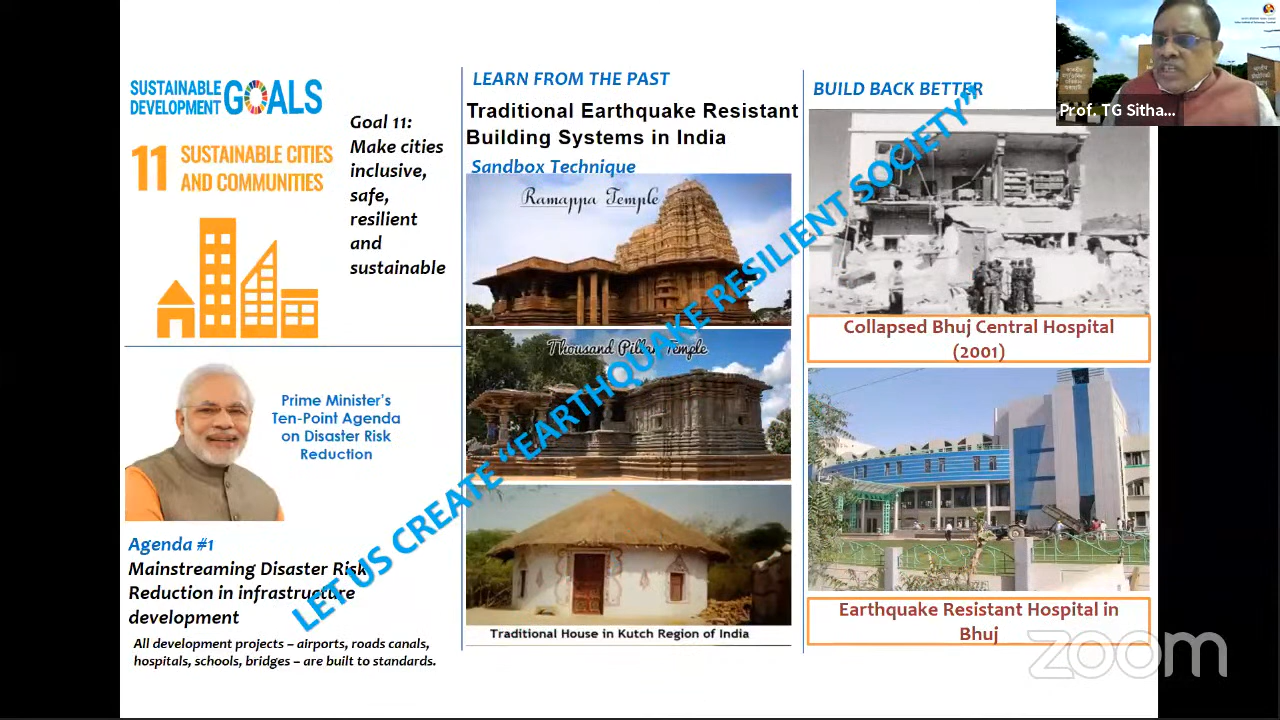 SUSTAINABLE
DEVELOPMENT
GOALS
11 SUSTAINABLE CITIES
AND COMMUNITIES
Goal 11:
Make cities
inclusive,
safe,
resilient
and
sustainable
Prime Minister's
Ten-Point Agenda
on Disaster Risk
Reduction
Agenda #1
Mainstreaming Disaster Risk
Reduction in infrastructure
development
All development projects – airports, roads canals,
hospitals, schools, bridges – are built to standards.
LEARN FROM THE PAST
Traditional Earthquake Resistant
Building Systems in India
Sandbox Technique
Ramappa Temple
Thousand Pillar Temple
Traditional House in Kutch Region of India
BUILD BACK BETTER
Collapsed Bhuj Central Hospital
(2001)
Earthquake Resistant Hospital in
Bhuj
LET US CREATE “EARTHQUAKE RESILIENT SOCIETY”
Prof. TG Sitha...
zoom